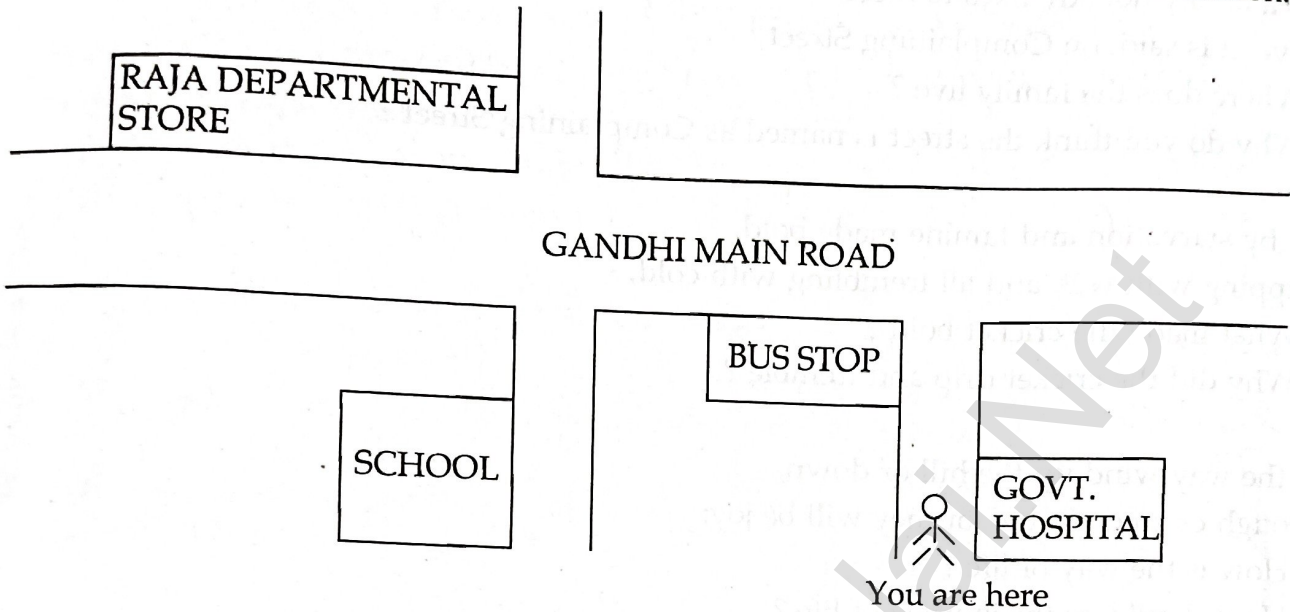 RAJA DEPARTMENTAL
STORE
GANDHI MAIN ROAD
BUS STOP
SCHOOL
GOVT.
HOSPITAL
You are here